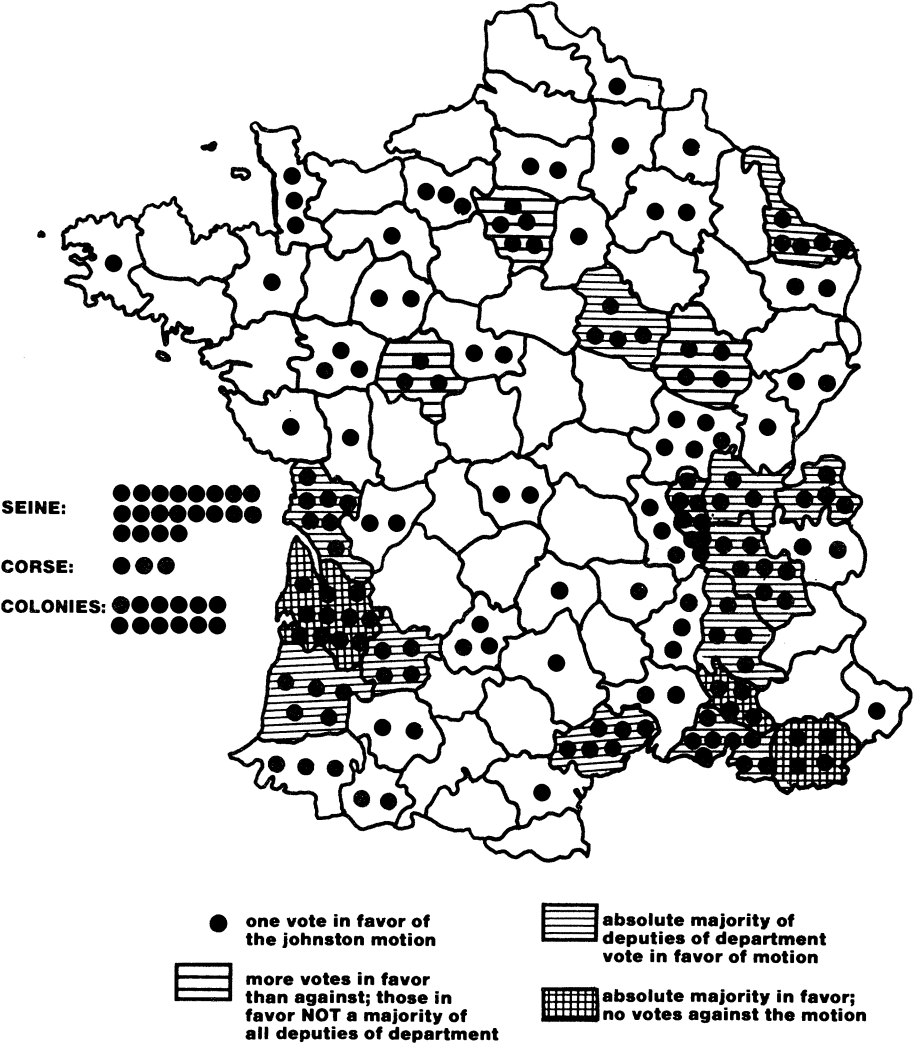 SEINE:
CORSE:
COLONIES:
one vote in favor of
the johnston motion
more votes in favor
than against; those in
favor NOT a majority of
all deputies of department
absolute majority of
deputies of department
vote in favor of motion
absolute majority in favor;
no votes against the motion